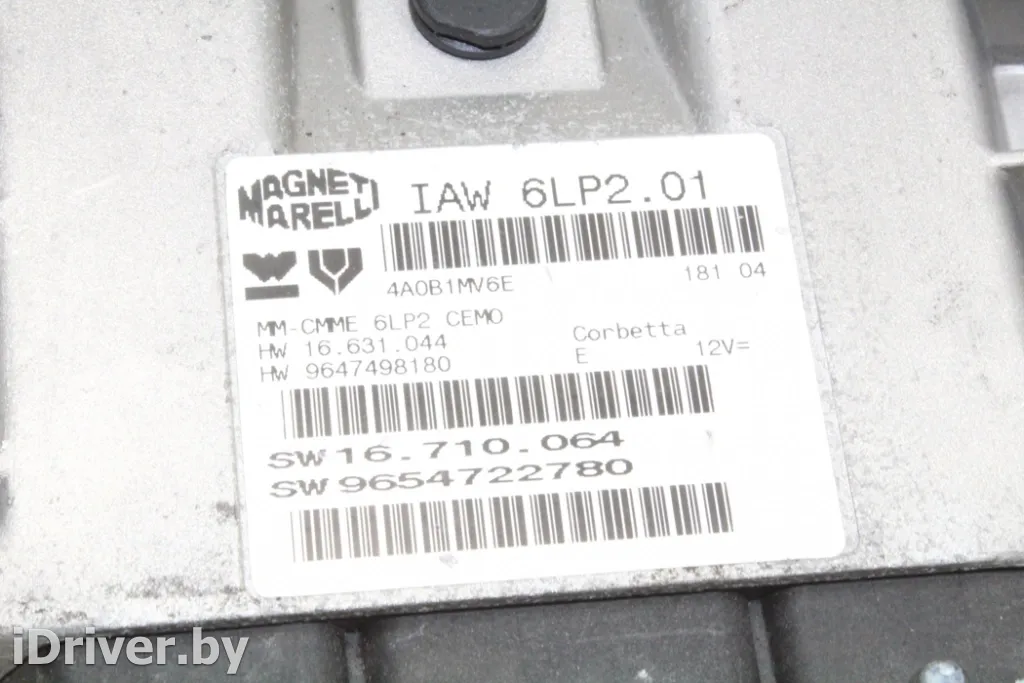 MAGNETI
MARELLI
IAW 6LP2.01
4A0B1MV6E 181 04
MM-CMME 6LP2 CEMO
HW 16.631.044 Corbetta
HW 9647498180 E 12V=
SW 16.710.064
SW 9654722780
iDriver.by